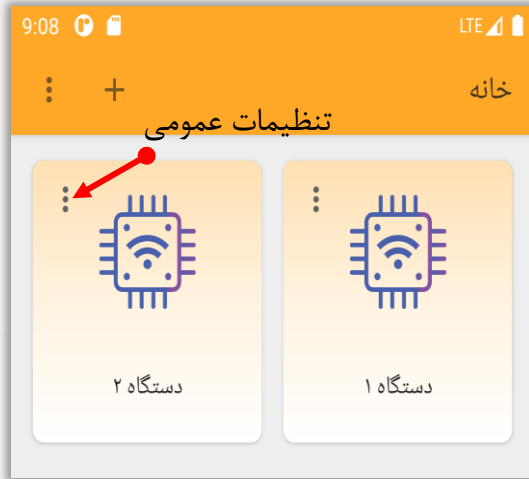 9:08 LTE
خانه +
تنظیمات عمومی
دستگاه ۱
دستگاه ۲